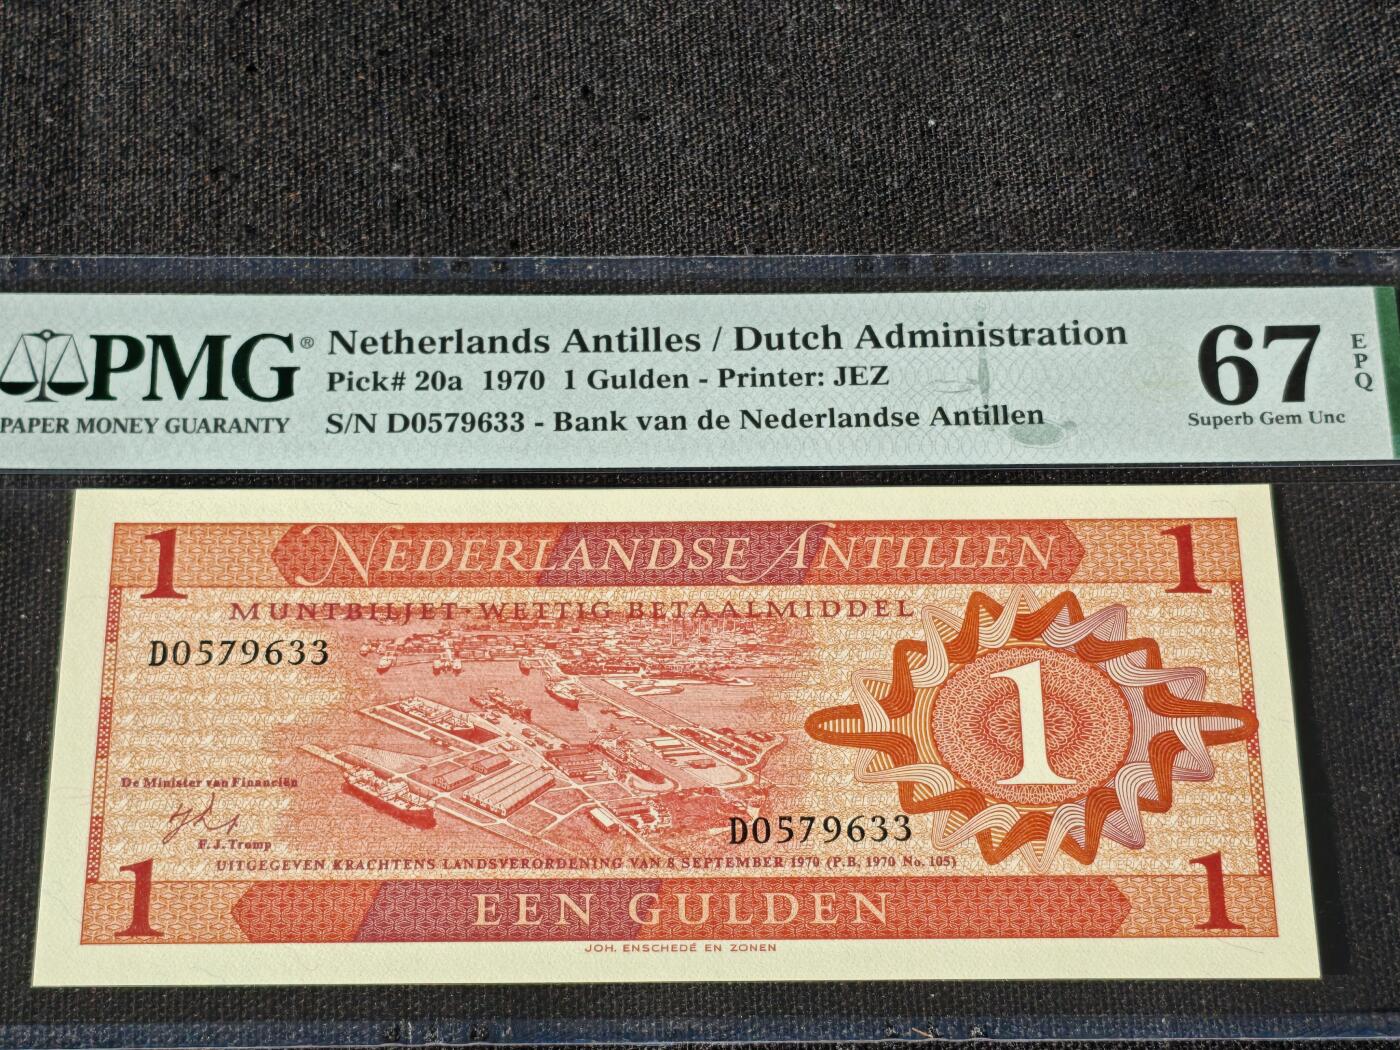 PMG®
PAPER MONEY GUARANTY
Netherlands Antilles / Dutch Administration
Pick# 20a 1970 1 Gulden - Printer: JEZ
S/N D0579633 - Bank van de Nederlandse Antillen
67
EPQ
Superb Gem Unc
1
NEDERLANDSE ANTILLEN
1
MUNTBILJET-WETTIG BETAALMIDDEL
D0579633
1
De Minister van Financiën
F. J. Tromp
D0579633
UITGEGEVEN KRACHTENS LANDSVERORDENING VAN 8 SEPTEMBER 1970 (P.B. 1970 No. 105)
1
EEN GULDEN
1
JOH. ENSCHEDÉ EN ZONEN